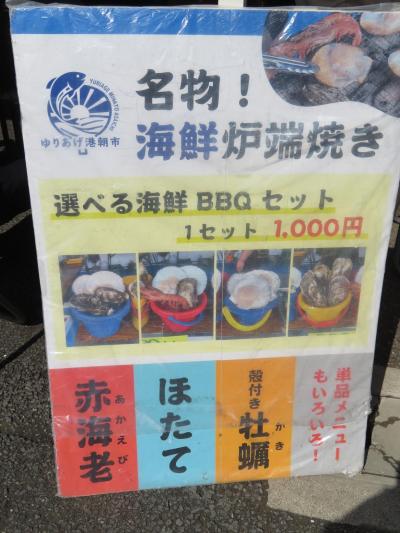 YURIAGE MINATO ASAICHI
ゆりあげ港朝市
名物！
海鮮炉端焼き
選べる海鮮BBQセット
1セット 1,000円
あかえび
赤海老
ほたて
殻付き
かき
牡蠣
単品メニュー
もいろいろ！